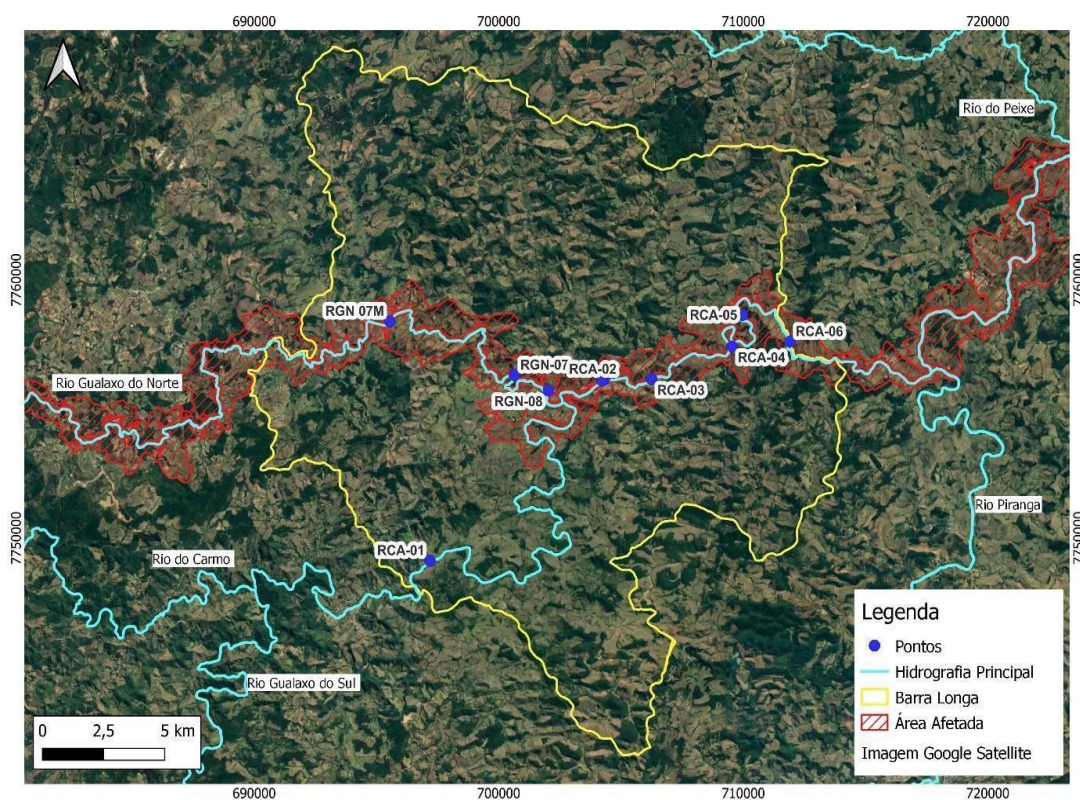 690000
700000
710000
720000
Rio do Peixe
7760000
7760000
RGN 07M
RCA-05
RCA-06
RCA-04
Rio Gualaxo do Norte
RGN-07
RCA-02
RCA-03
RGN-08
Rio Piranga
7750000
7750000
RCA-01
Rio do Carmo
Rio Gualaxo do Sul
Legenda
Pontos
Hidrografia Principal
Barra Longa
Área Afetada
Imagem Google Satellite
0 2,5 5 km
690000
700000
710000
720000